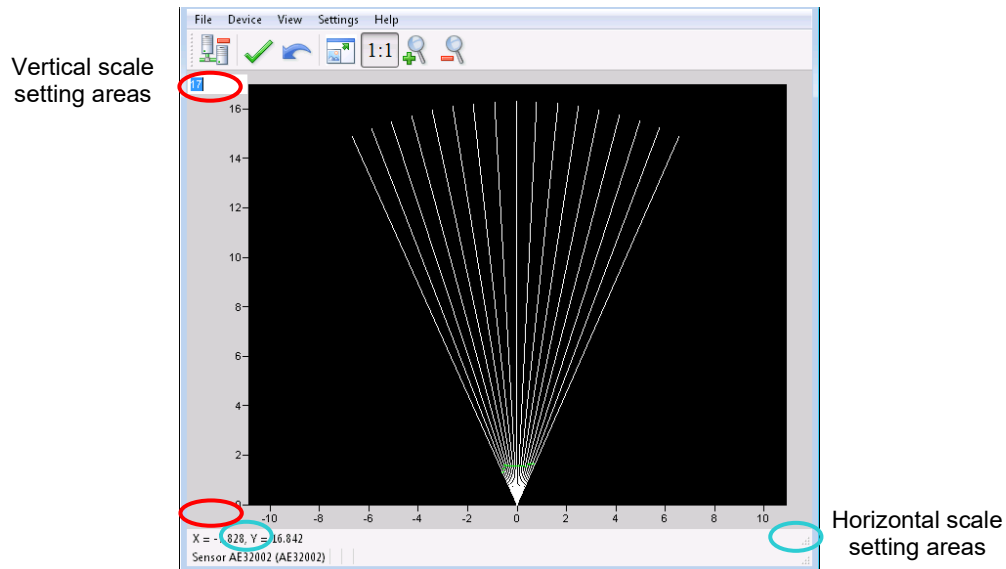 File Device View Settings Help
1:1
Vertical scale
setting areas
17
16
14
12
10
8
6
4
2
0
-10 -8 -6 -4 -2 0 2 4 6 8 10
X = -1.828, Y = 16.842
Sensor AE32002 (AE32002)
Horizontal scale
setting areas